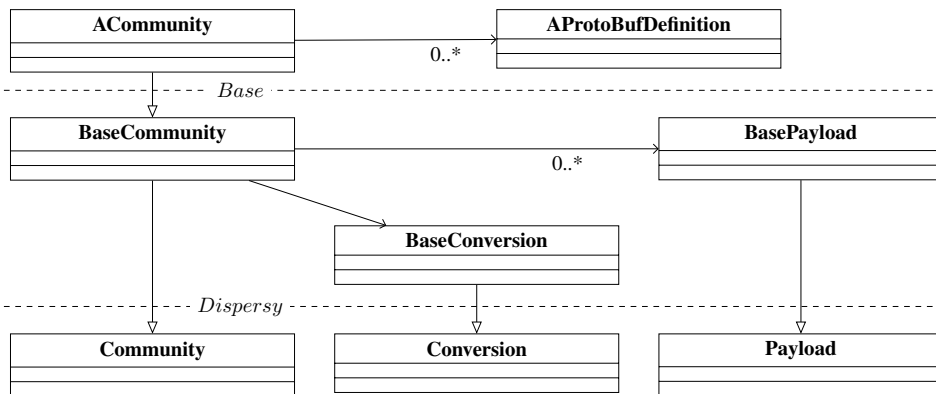 ACommunity
AProtoBufDefinition
0..*
Base
BaseCommunity
BasePayload
0..*
BaseConversion
Dispersy
Community
Conversion
Payload